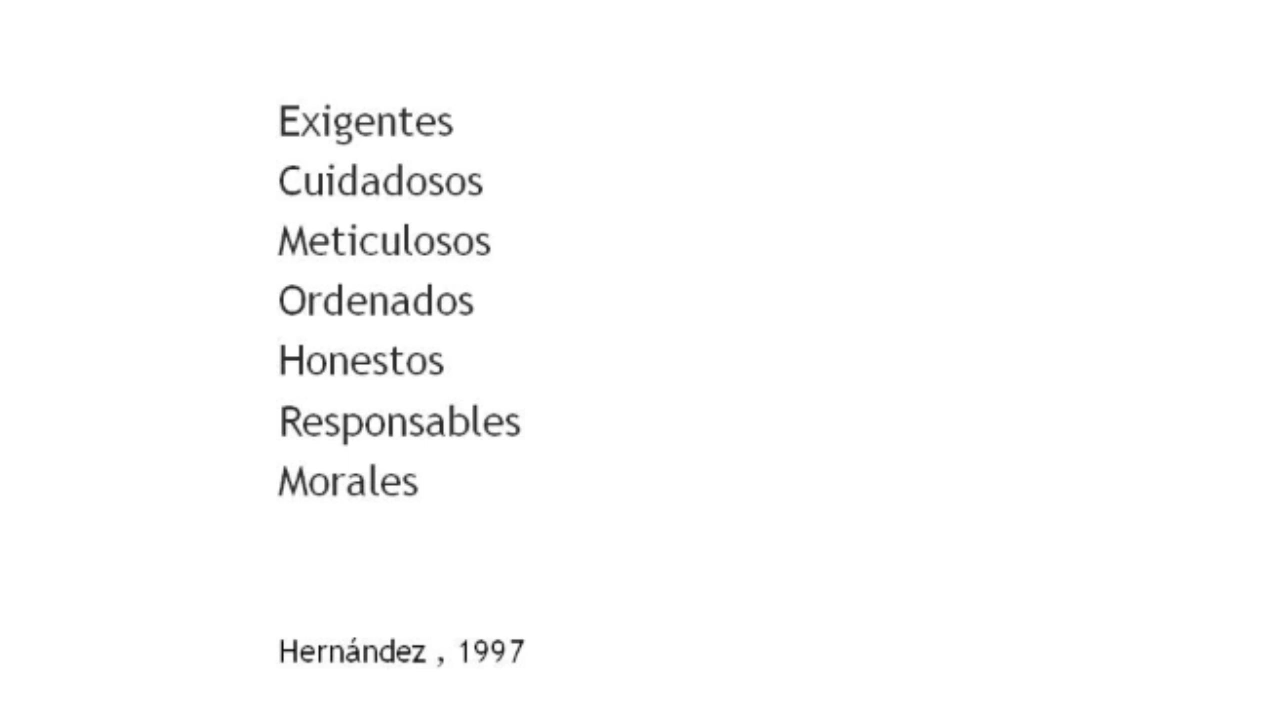 Exigentes
Cuidadosos
Meticulosos
Ordenados
Honestos
Responsables
Morales
Hernández , 1997